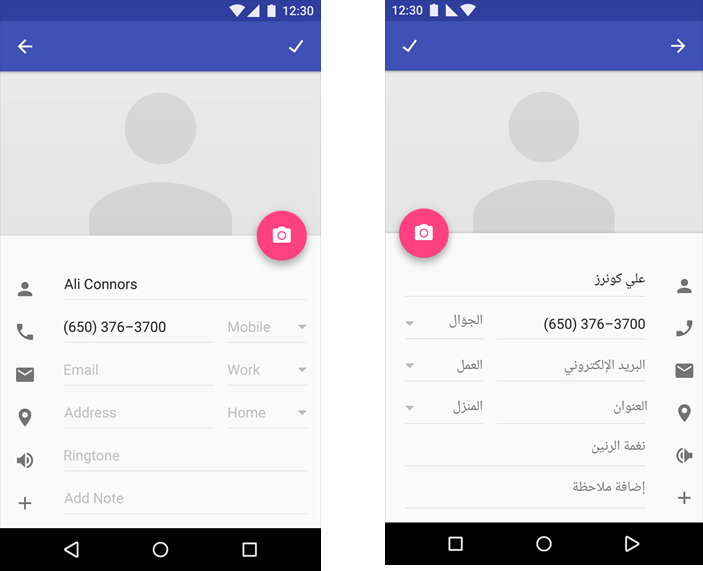 12:30
Ali Connors
(650) 376–3700 Mobile
Email Work
Address Home
Ringtone
Add Note
12:30
علي كونرز
(650) 376–3700 الجوّال
البريد الإلكتروني العمل
العنوان المنزل
نغمة الرنين
إضافة ملاحظة